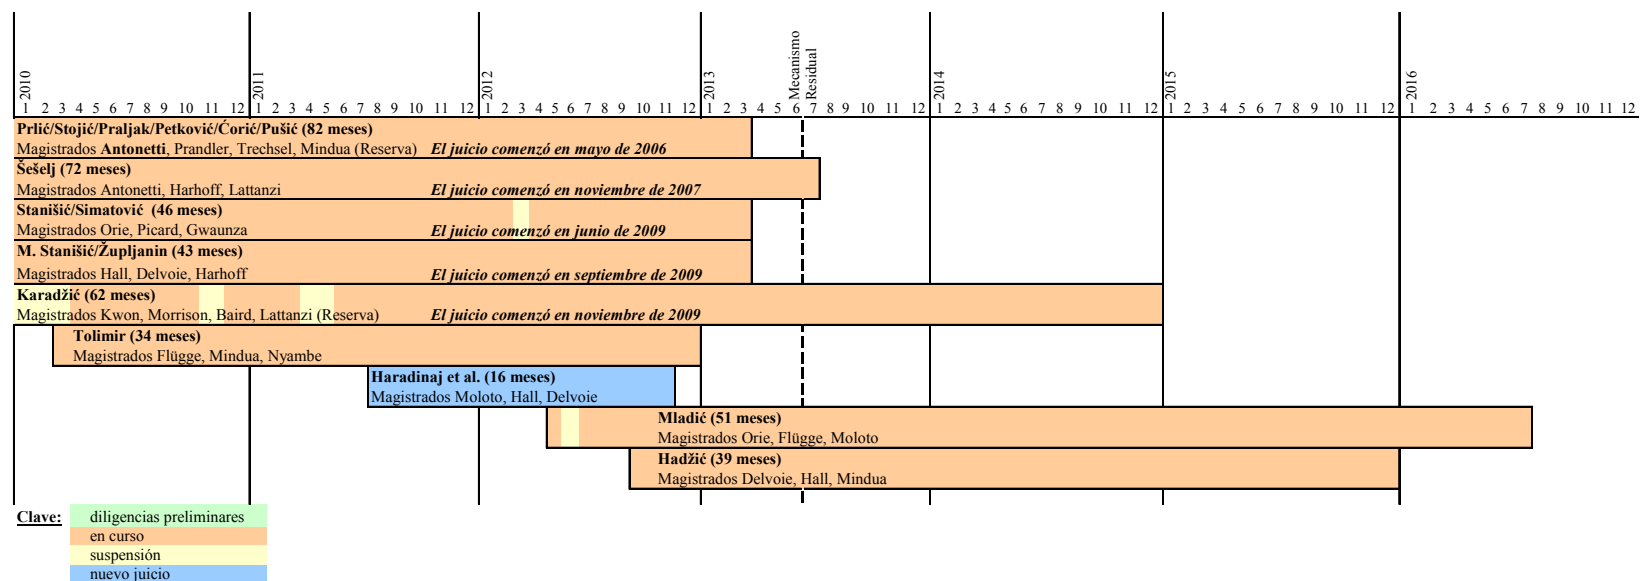 2010 2011 2012 2013 Mecanismo Residual 2014 2015 2016
1 2 3 4 5 6 7 8 9 10 11 12 1 2 3 4 5 6 7 8 9 10 11 12 1 2 3 4 5 6 7 8 9 10 11 12 1 2 3 4 5 6 7 8 9 10 11 12 1 2 3 4 5 6 7 8 9 10 11 12 1 2 3 4 5 6 7 8 9 10 11 12 1 2 3 4 5 6 7 8 9 10 11 12
Prlić/Stojić/Praljak/Petković/Ćorić/Pušić (82 meses)
Magistrados Antonetti, Prandler, Trechsel, Mindua (Reserva) El juicio comenzó en mayo de 2006
Šešelj (72 meses)
Magistrados Antonetti, Harhoff, Lattanzi El juicio comenzó en noviembre de 2007
Stanišić/Simatović (46 meses)
Magistrados Orie, Picard, Gwaunza El juicio comenzó en junio de 2009
M. Stanišić/Župljanin (43 meses)
Magistrados Hall, Delvoie, Harhoff El juicio comenzó en septiembre de 2009
Karadžić (62 meses)
Magistrados Kwon, Morrison, Baird, Lattanzi (Reserva) El juicio comenzó en noviembre de 2009
Tolimir (34 meses)
Magistrados Flügge, Mindua, Nyambe
Haradinaj et al. (16 meses)
Magistrados Moloto, Hall, Delvoie
Mladić (51 meses)
Magistrados Orie, Flügge, Moloto
Hadžić (39 meses)
Magistrados Delvoie, Hall, Mindua
Clave: diligencias preliminares
en curso
suspensión
nuevo juicio